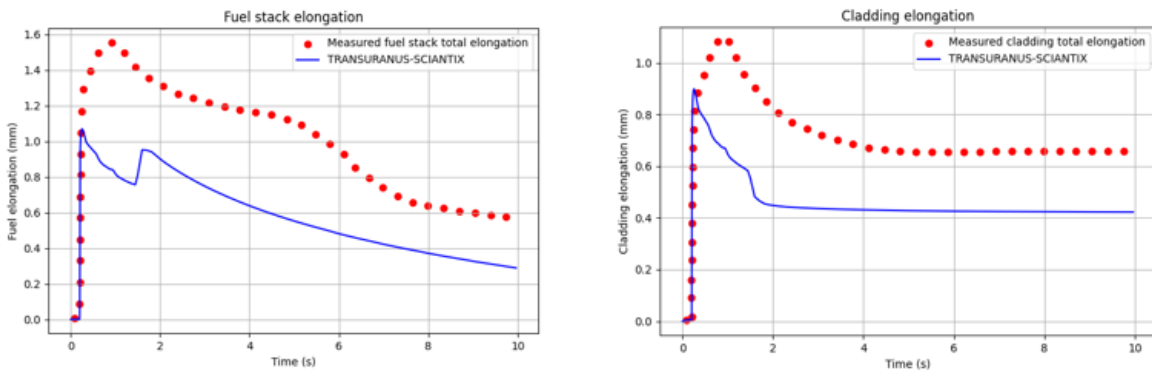 Fuel stack elongation
1.6
1.4
1.2
1.0
0.8
0.6
0.4
0.2
0.0
Fuel elongation (mm)
Measured fuel stack total elongation
TRANSURANUS-SCIANTIX
0 2 4 6 8 10
Time (s)
Cladding elongation
1.0
0.8
0.6
0.4
0.2
0.0
Cladding elongation (mm)
Measured cladding total elongation
TRANSURANUS-SCIANTIX
0 2 4 6 8 10
Time (s)